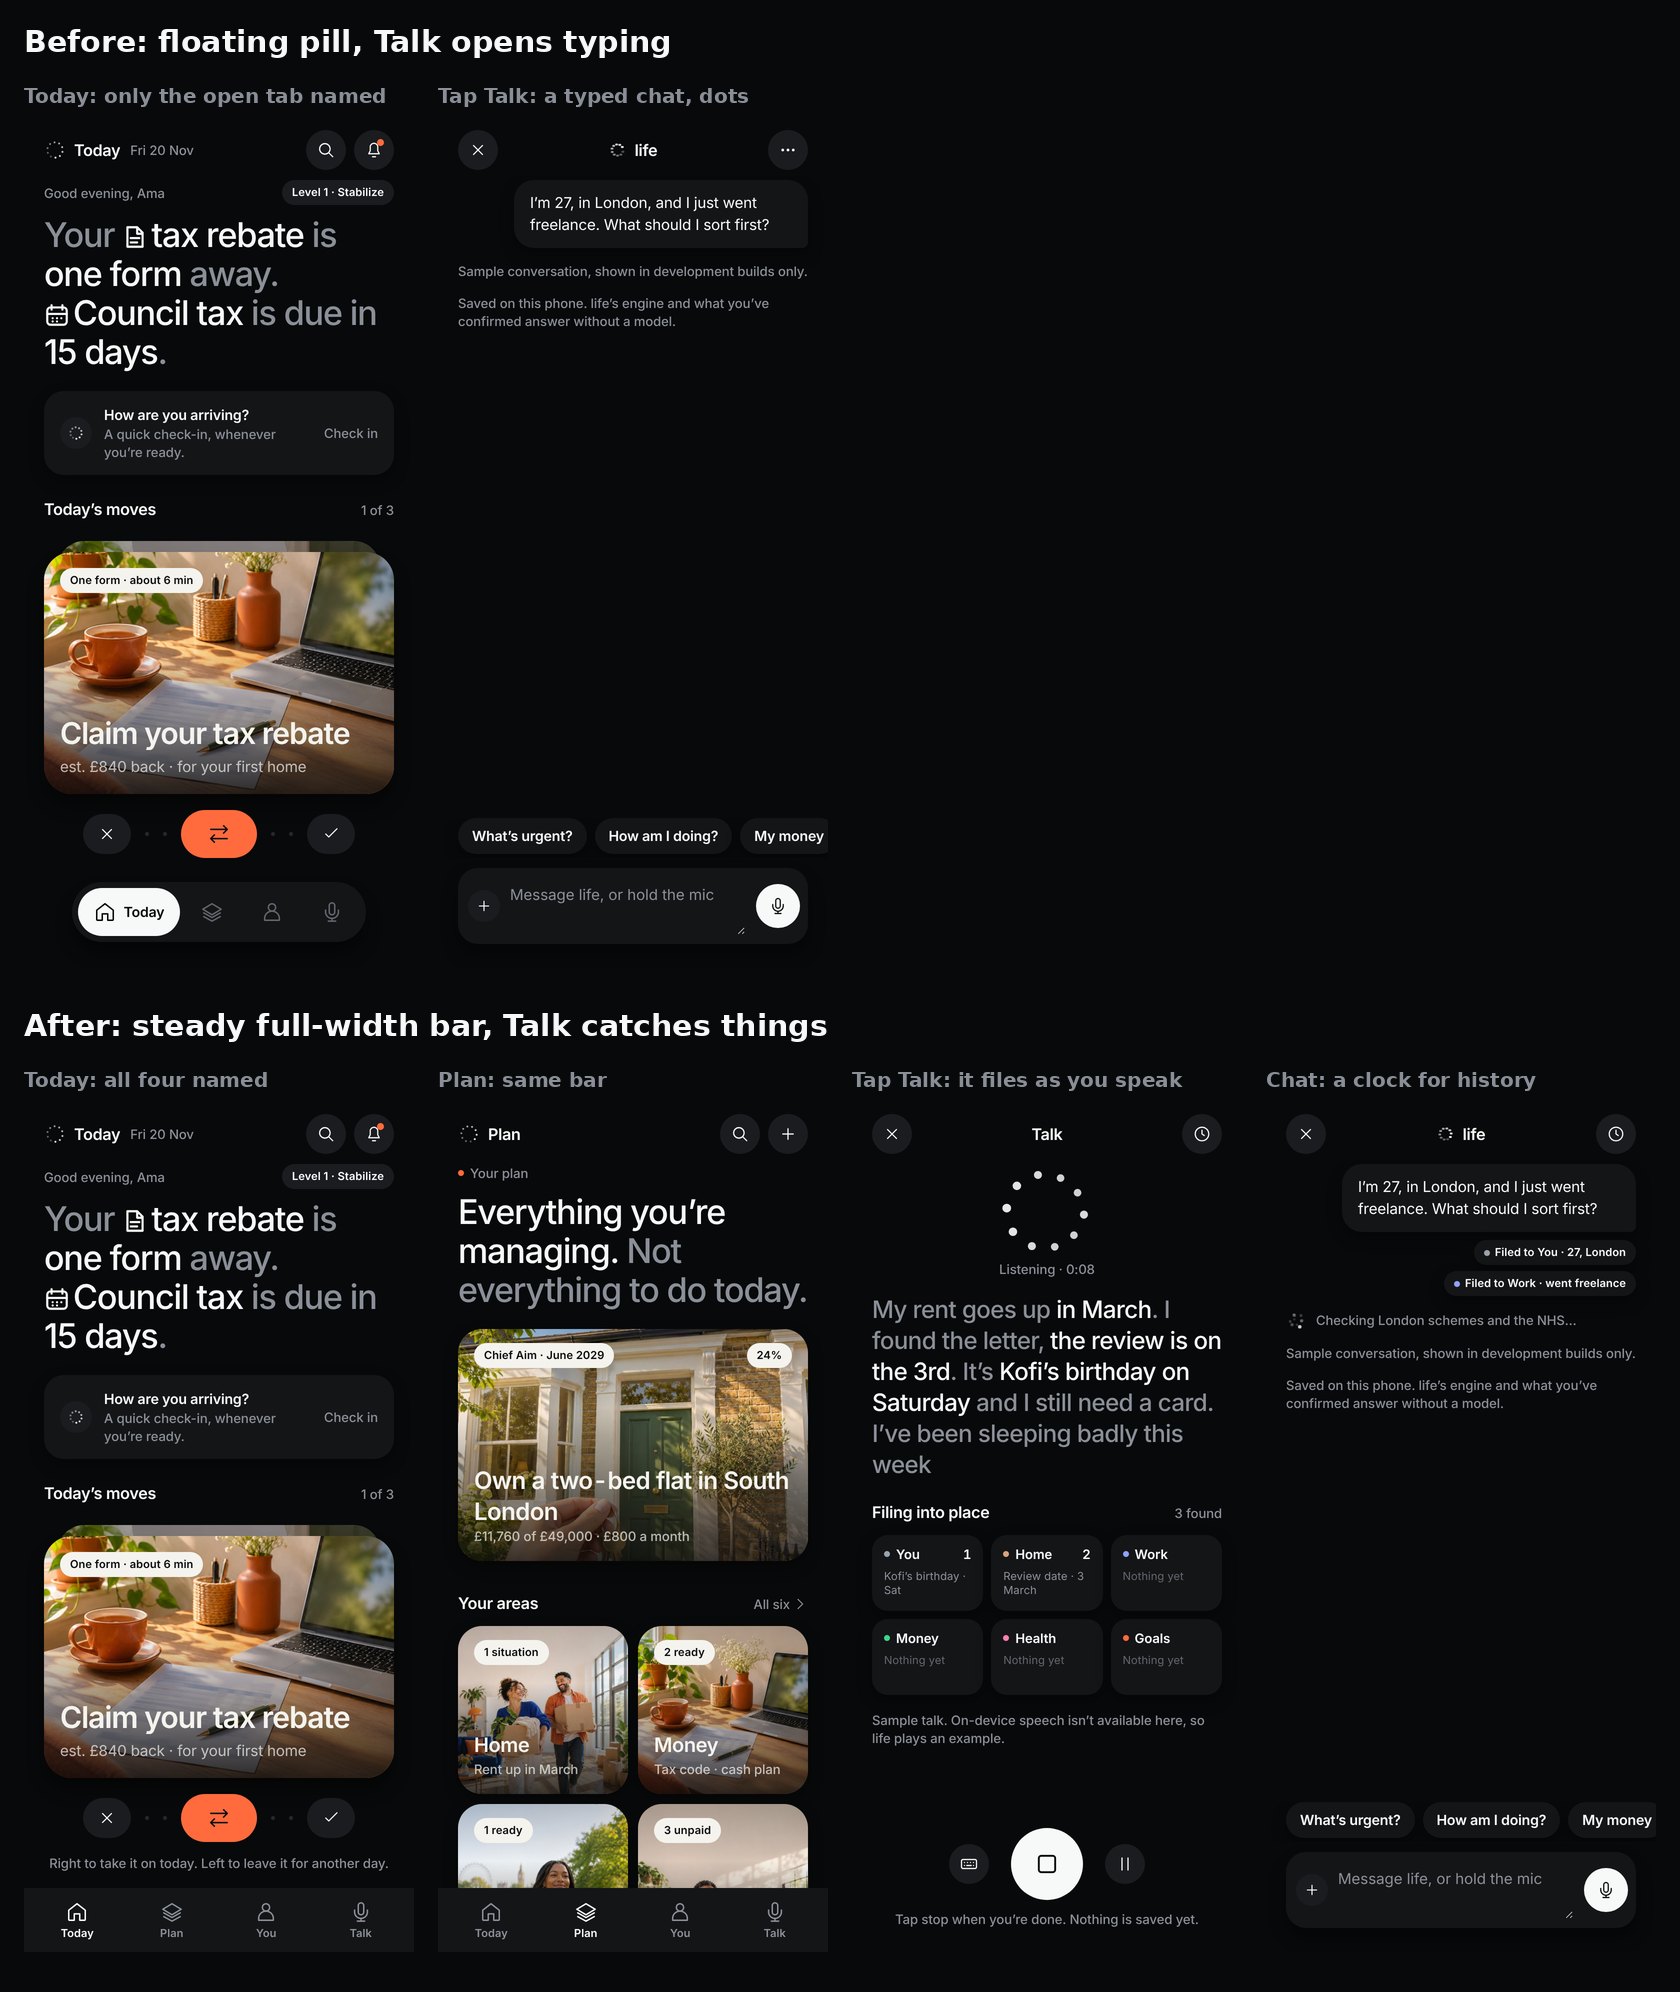 Before: floating pill, Talk opens typing
Today: only the open tab named
Today Fri 20 Nov
Good evening, Ama
Level 1 · Stabilize
Your tax rebate is
one form away.
Council tax is due in
15 days.
How are you arriving?
A quick check-in, whenever
you’re ready.
Check in
Today’s moves
1 of 3
One form · about 6 min
Claim your tax rebate
est. £840 back · for your first home
Today
Tap Talk: a typed chat, dots
life
I’m 27, in London, and I just went
freelance. What should I sort first?
Sample conversation, shown in development builds only.
Saved on this phone. life’s engine and what you’ve
confirmed answer without a model.
What’s urgent?
How am I doing?
My money
Message life, or hold the mic
After: steady full-width bar, Talk catches things
Today: all four named
Today Fri 20 Nov
Good evening, Ama
Level 1 · Stabilize
Your tax rebate is
one form away.
Council tax is due in
15 days.
How are you arriving?
A quick check-in, whenever
you’re ready.
Check in
Today’s moves
1 of 3
One form · about 6 min
Claim your tax rebate
est. £840 back · for your first home
Right to take it on today. Left to leave it for another day.
Today
Plan
You
Talk
Plan: same bar
Plan
Your plan
Everything you’re
managing. Not
everything to do today.
Chief Aim · June 2029
24%
Own a two-bed flat in South
London
£11,760 of £49,000 · £800 a month
Your areas
All six
1 situation
Home
Rent up in March
2 ready
Money
Tax code · cash plan
1 ready
3 unpaid
Today
Plan
You
Talk
Tap Talk: it files as you speak
Talk
Listening · 0:08
My rent goes up in March. I
found the letter, the review is on
the 3rd. It’s Kofi’s birthday on
Saturday and I still need a card.
I’ve been sleeping badly this
week
Filing into place
3 found
You 1
Kofi’s birthday ·
Sat
Home 2
Review date · 3
March
Work
Nothing yet
Money
Nothing yet
Health
Nothing yet
Goals
Nothing yet
Sample talk. On-device speech isn’t available here, so
life plays an example.
Tap stop when you’re done. Nothing is saved yet.
Chat: a clock for history
life
I’m 27, in London, and I just went
freelance. What should I sort first?
Filed to You · 27, London
Filed to Work · went freelance
Checking London schemes and the NHS...
Sample conversation, shown in development builds only.
Saved on this phone. life’s engine and what you’ve
confirmed answer without a model.
What’s urgent?
How am I doing?
My money
Message life, or hold the mic